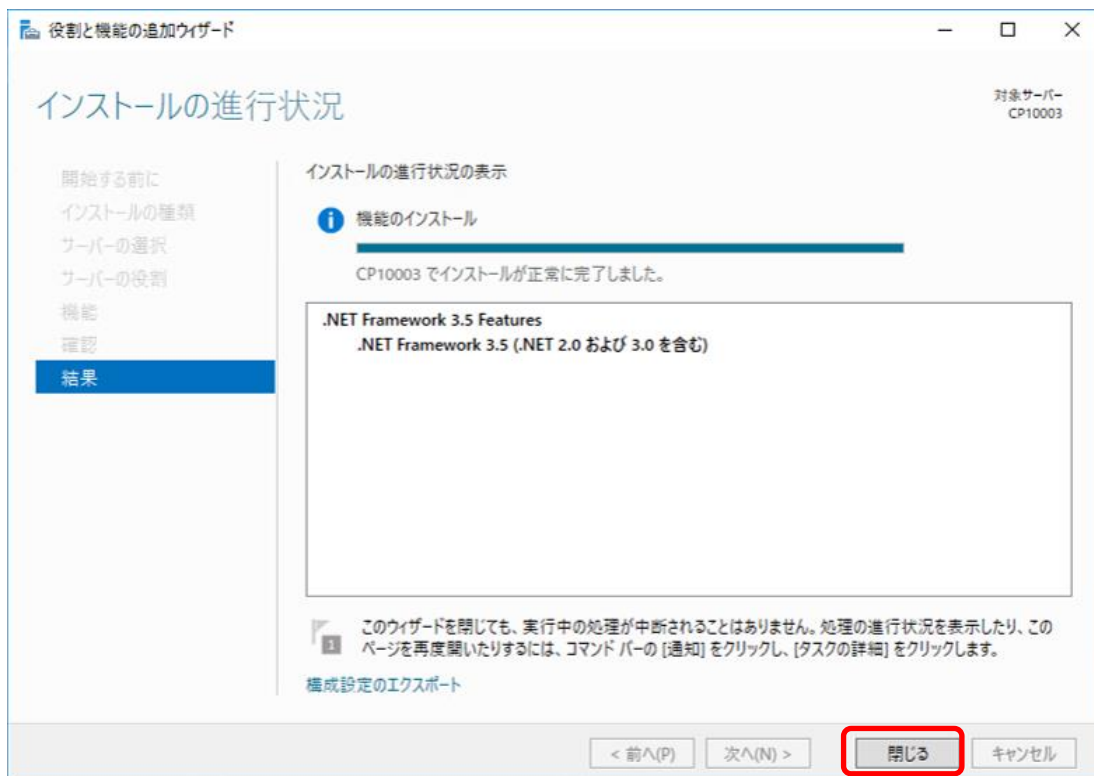 役割と機能の追加ウィザード
インストールの進行状況
対象サーバー
CP10003
開始する前に
インストールの種類
サーバーの選択
サーバーの役割
機能
確認
結果
インストールの進行状況の表示
機能のインストール
CP10003 でインストールが正常に完了しました。
.NET Framework 3.5 Features
.NET Framework 3.5 (.NET 2.0 および 3.0 を含む)
1
このウィザードを閉じても、実行中の処理が中断されることはありません。処理の進行状況を表示したり、この
ページを再度開いたりするには、コマンド バーの [通知] をクリックし、[タスクの詳細] をクリックします。
構成設定のエクスポート
< 前へ(P)
次へ(N) >
閉じる
キャンセル